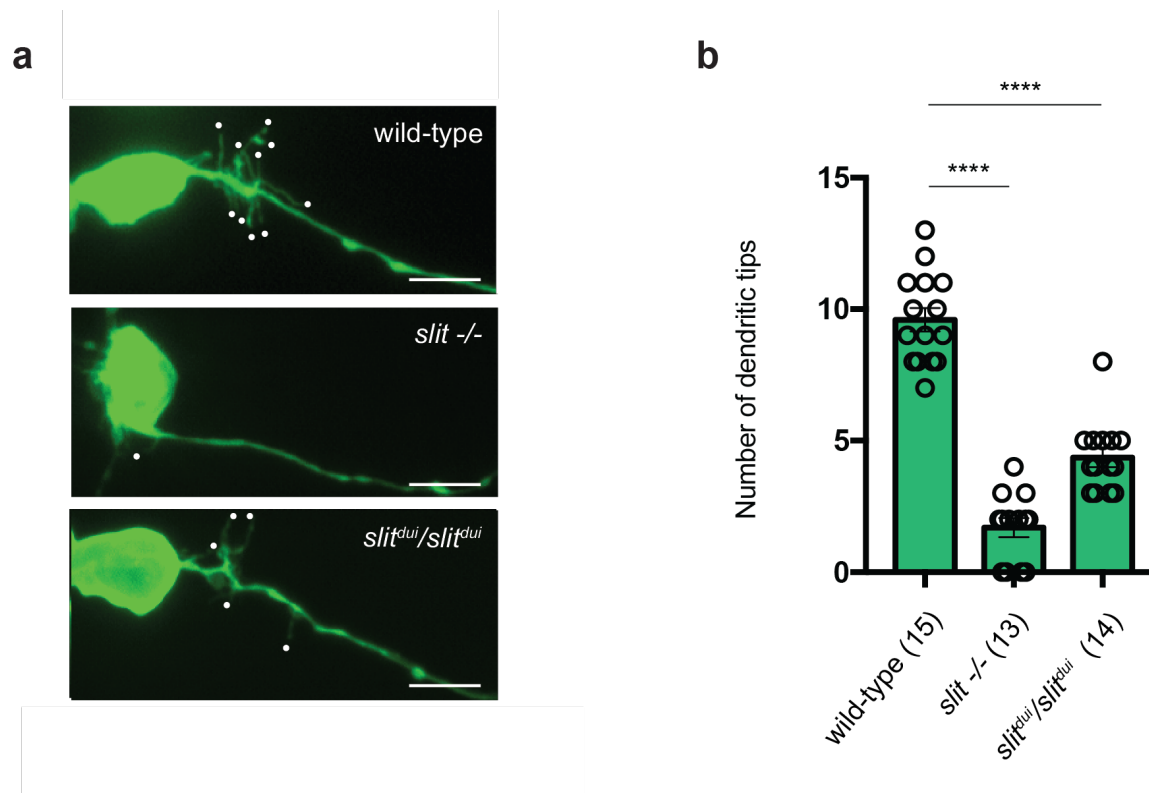 a
wild-type
slit -/-
slitdui/slitdui
b
****
****
15
10
5
0
Number of dendritic tips
wild-type (15)
slit -/- (13)
slitdui/slitdui (14)